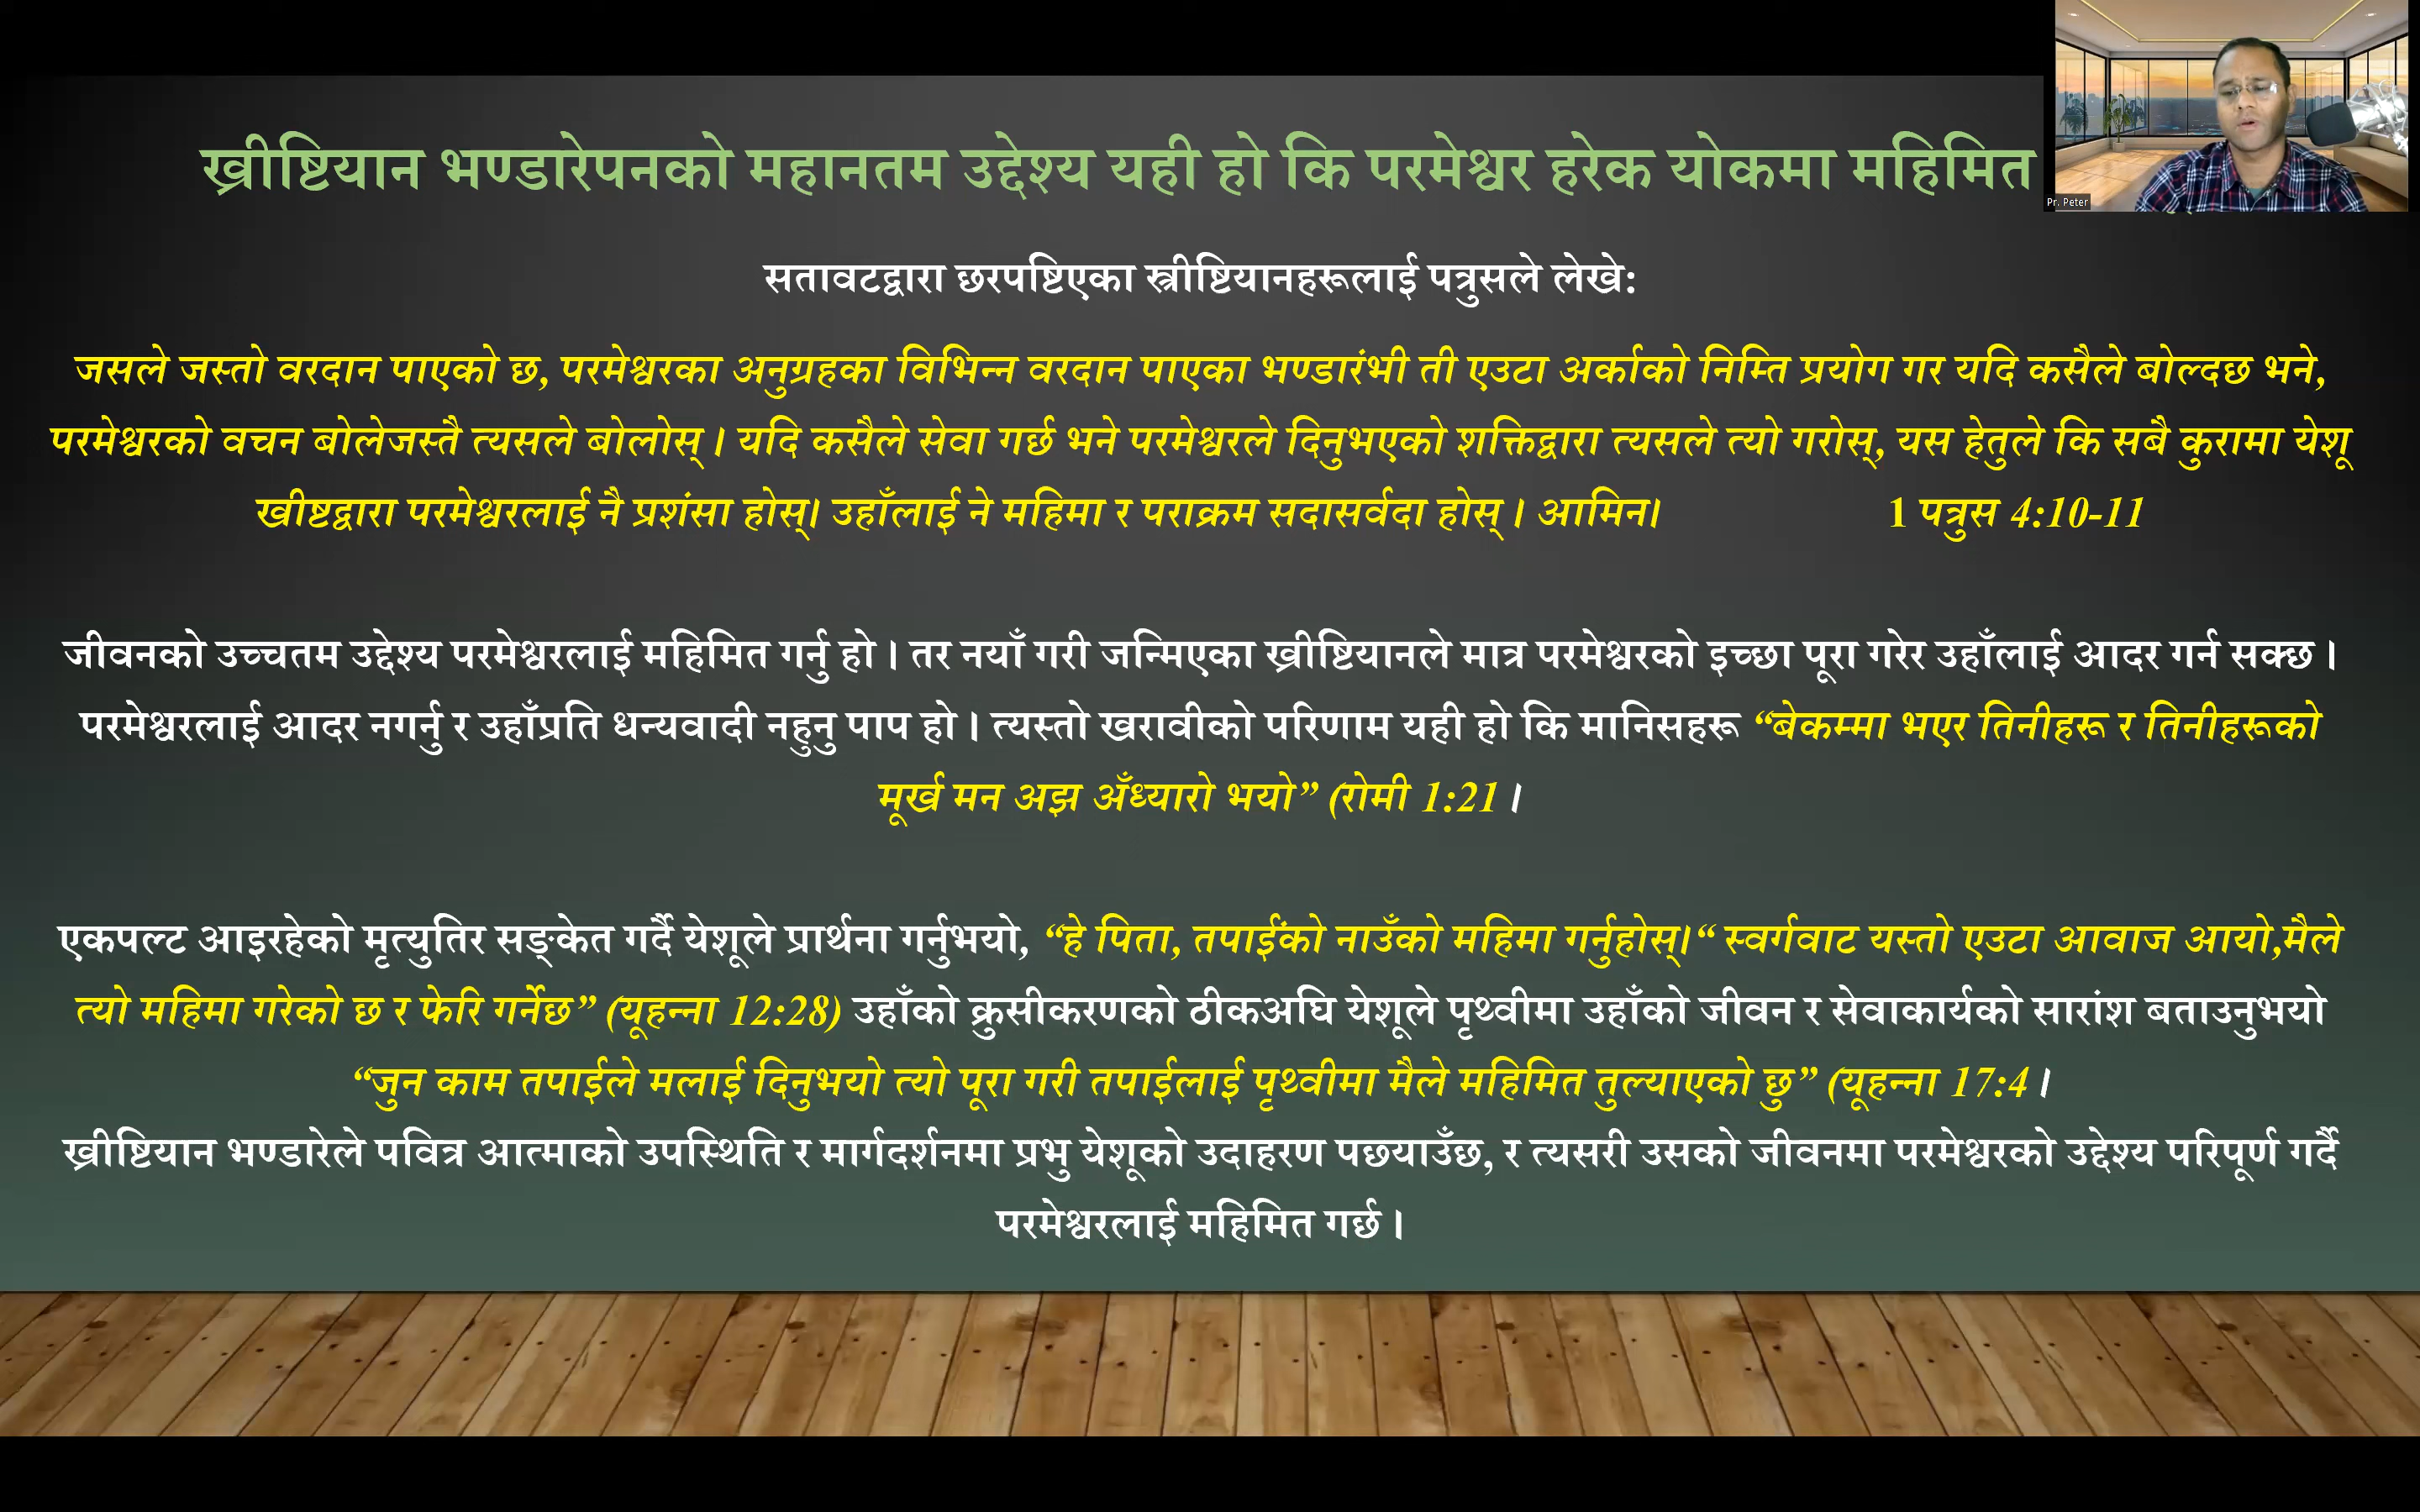 ख्रीष्टियान भण्डारेपनको महानतम उद्देश्य यही हो कि परमेश्वर हरेक योकमा महिमित
Pr. Peter
सतावटद्वारा छरपष्टिएका स्त्रीष्टियानहरूलाई पत्रुसले लेखे:
जसले जस्तो वरदान पाएको छ, परमेश्वरका अनुग्रहका विभिन्न वरदान पाएका भण्डारंभी ती एउटा अर्काको निम्ति प्रयोग गर यदि कसैले बोल्दछ भने,
परमेश्वरको वचन बोलेजस्तै त्यसले बोलोस्। यदि कसैले सेवा गर्छ भने परमेश्वरले दिनुभएको शक्तिद्वारा त्यसले त्यो गरोस्, यस हेतुले कि सबै कुरामा येशू
खीष्टद्वारा परमेश्वरलाई नै प्रशंसा होस्। उहाँलाई ने महिमा र पराक्रम सदासर्वदा होस्। आमिन। 1 पत्रुस 4:10-11
जीवनको उच्चतम उद्देश्य परमेश्वरलाई महिमित गर्नु हो। तर नयाँ गरी जन्मिएका ख्रीष्टियानले मात्र परमेश्वरको इच्छा पूरा गरेर उहाँलाई आदर गर्न सक्छ।
परमेश्वरलाई आदर नगर्नु र उहाँप्रति धन्यवादी नहुनु पाप हो। त्यस्तो खरावीको परिणाम यही हो कि मानिसहरू “बेकम्मा भएर तिनीहरू र तिनीहरूको
मूर्ख मन अझ अँध्यारो भयो” (रोमी 1:21।
एकपल्ट आइरहेको मृत्युतिर सङ्केत गर्दै येशूले प्रार्थना गर्नुभयो, “हे पिता, तपाईंको नाउँको महिमा गर्नुहोस्।“ स्वर्गवाट यस्तो एउटा आवाज आयो,मैले
त्यो महिमा गरेको छ र फेरि गर्नेछ” (यूहन्ना 12:28) उहाँको क्रुसीकरणको ठीकअघि येशूले पृथ्वीमा उहाँको जीवन र सेवाकार्यको सारांश बताउनुभयो
“जुन काम तपाईले मलाई दिनुभयो त्यो पूरा गरी तपाईलाई पृथ्वीमा मैले महिमित तुल्याएको छु” (यूहन्ना 17:4।
ख्रीष्टियान भण्डारेले पवित्र आत्माको उपस्थिति र मार्गदर्शनमा प्रभु येशूको उदाहरण पछ्याउँछ, र त्यसरी उसको जीवनमा परमेश्वरको उद्देश्य परिपूर्ण गर्दै
परमेश्वरलाई महिमित गर्छ।